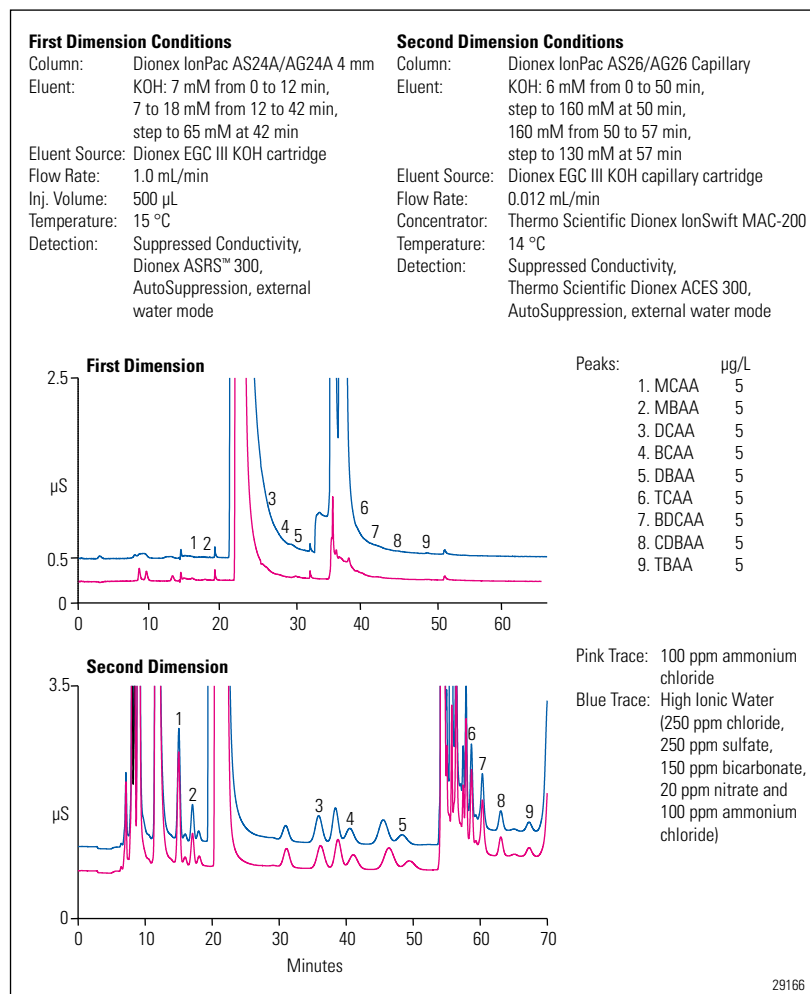 First Dimension Conditions
Column: Dionex IonPac AS24A/AG24A 4 mm
Eluent: KOH: 7 mM from 0 to 12 min,
7 to 18 mM from 12 to 42 min,
step to 65 mM at 42 min
Eluent Source: Dionex EGC III KOH cartridge
Flow Rate: 1.0 mL/min
Inj. Volume: 500 µL
Temperature: 15 °C
Detection: Suppressed Conductivity,
Dionex ASRS™ 300,
AutoSuppression, external
water mode
Second Dimension Conditions
Column: Dionex IonPac AS26/AG26 Capillary
Eluent: KOH: 6 mM from 0 to 50 min,
step to 160 mM at 50 min,
160 mM from 50 to 57 min,
step to 130 mM at 57 min
Eluent Source: Dionex EGC III KOH capillary cartridge
Flow Rate: 0.012 mL/min
Concentrator: Thermo Scientific Dionex IonSwift MAC-200
Temperature: 14 °C
Detection: Suppressed Conductivity,
Thermo Scientific Dionex ACES 300,
AutoSuppression, external water mode
First Dimension
2.5
µS
0.5
0
1 2 3 4 5 6 7 8 9
0 10 20 30 40 50 60
Peaks: µg/L
1. MCAA 5
2. MBAA 5
3. DCAA 5
4. BCAA 5
5. DBAA 5
6. TCAA 5
7. BDCAA 5
8. CDBAA 5
9. TBAA 5
Second Dimension
3.5
µS
0
1 2 3 4 5 6 7 8 9
0 10 20 30 40 50 60 70
Minutes
Pink Trace: 100 ppm ammonium
chloride
Blue Trace: High Ionic Water
(250 ppm chloride,
250 ppm sulfate,
150 ppm bicarbonate,
20 ppm nitrate and
100 ppm ammonium
chloride)
29166